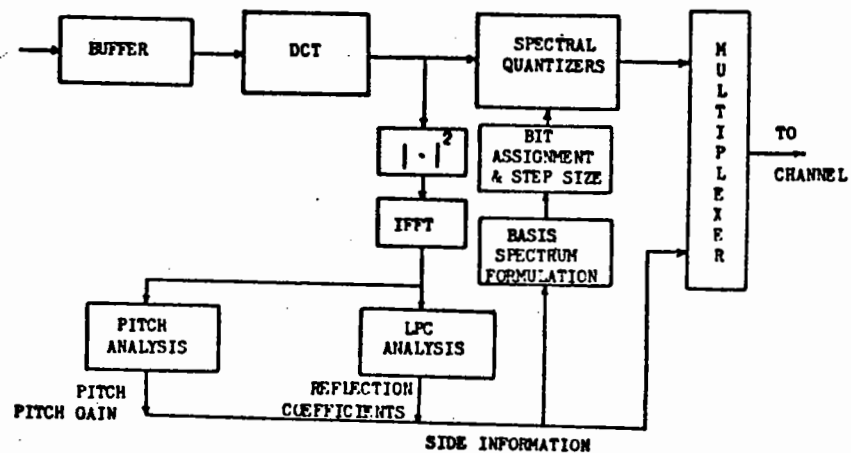 BUFFER
DCT
SPECTRAL
QUANTIZERS
MULTIPLEXER
TO
CHANNEL
|·|²
BIT
ASSIGNMENT
& STEP SIZE
IFFT
BASIS
SPECTRUM
FORMULATION
PITCH
ANALYSIS
LPC
ANALYSIS
PITCH
PITCH GAIN
REFLECTION
COEFFICIENTS
SIDE INFORMATION